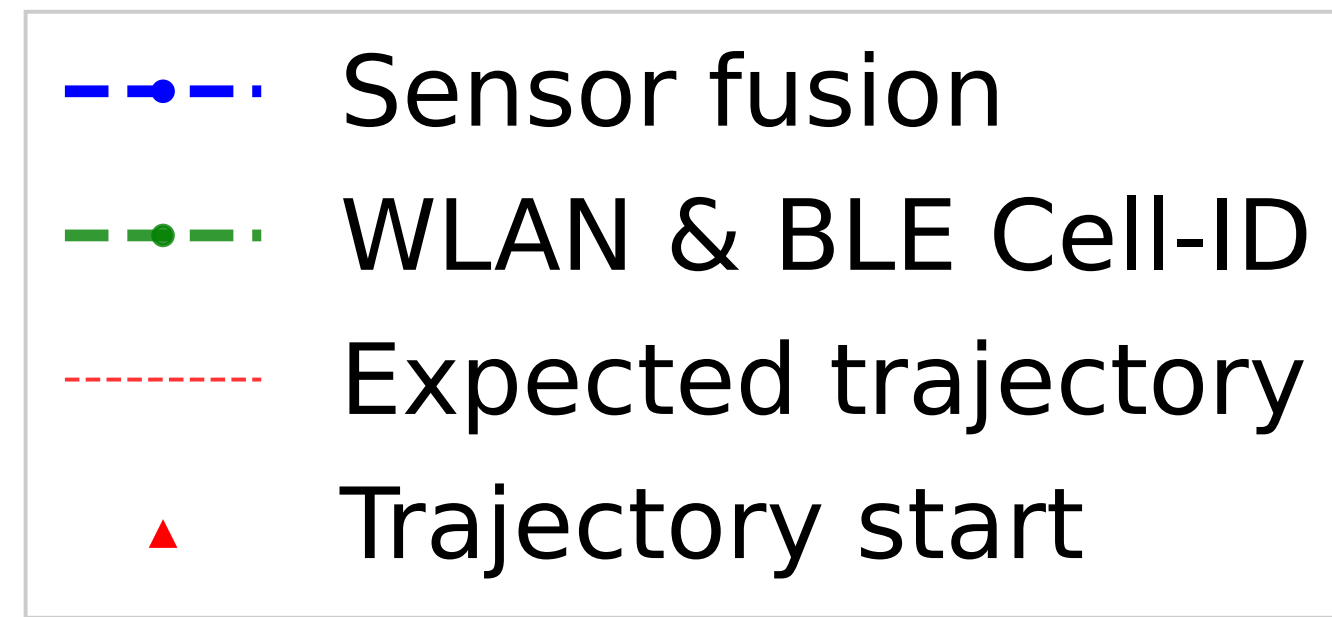 Sensor fusion
WLAN & BLE Cell-ID
Expected trajectory
Trajectory start